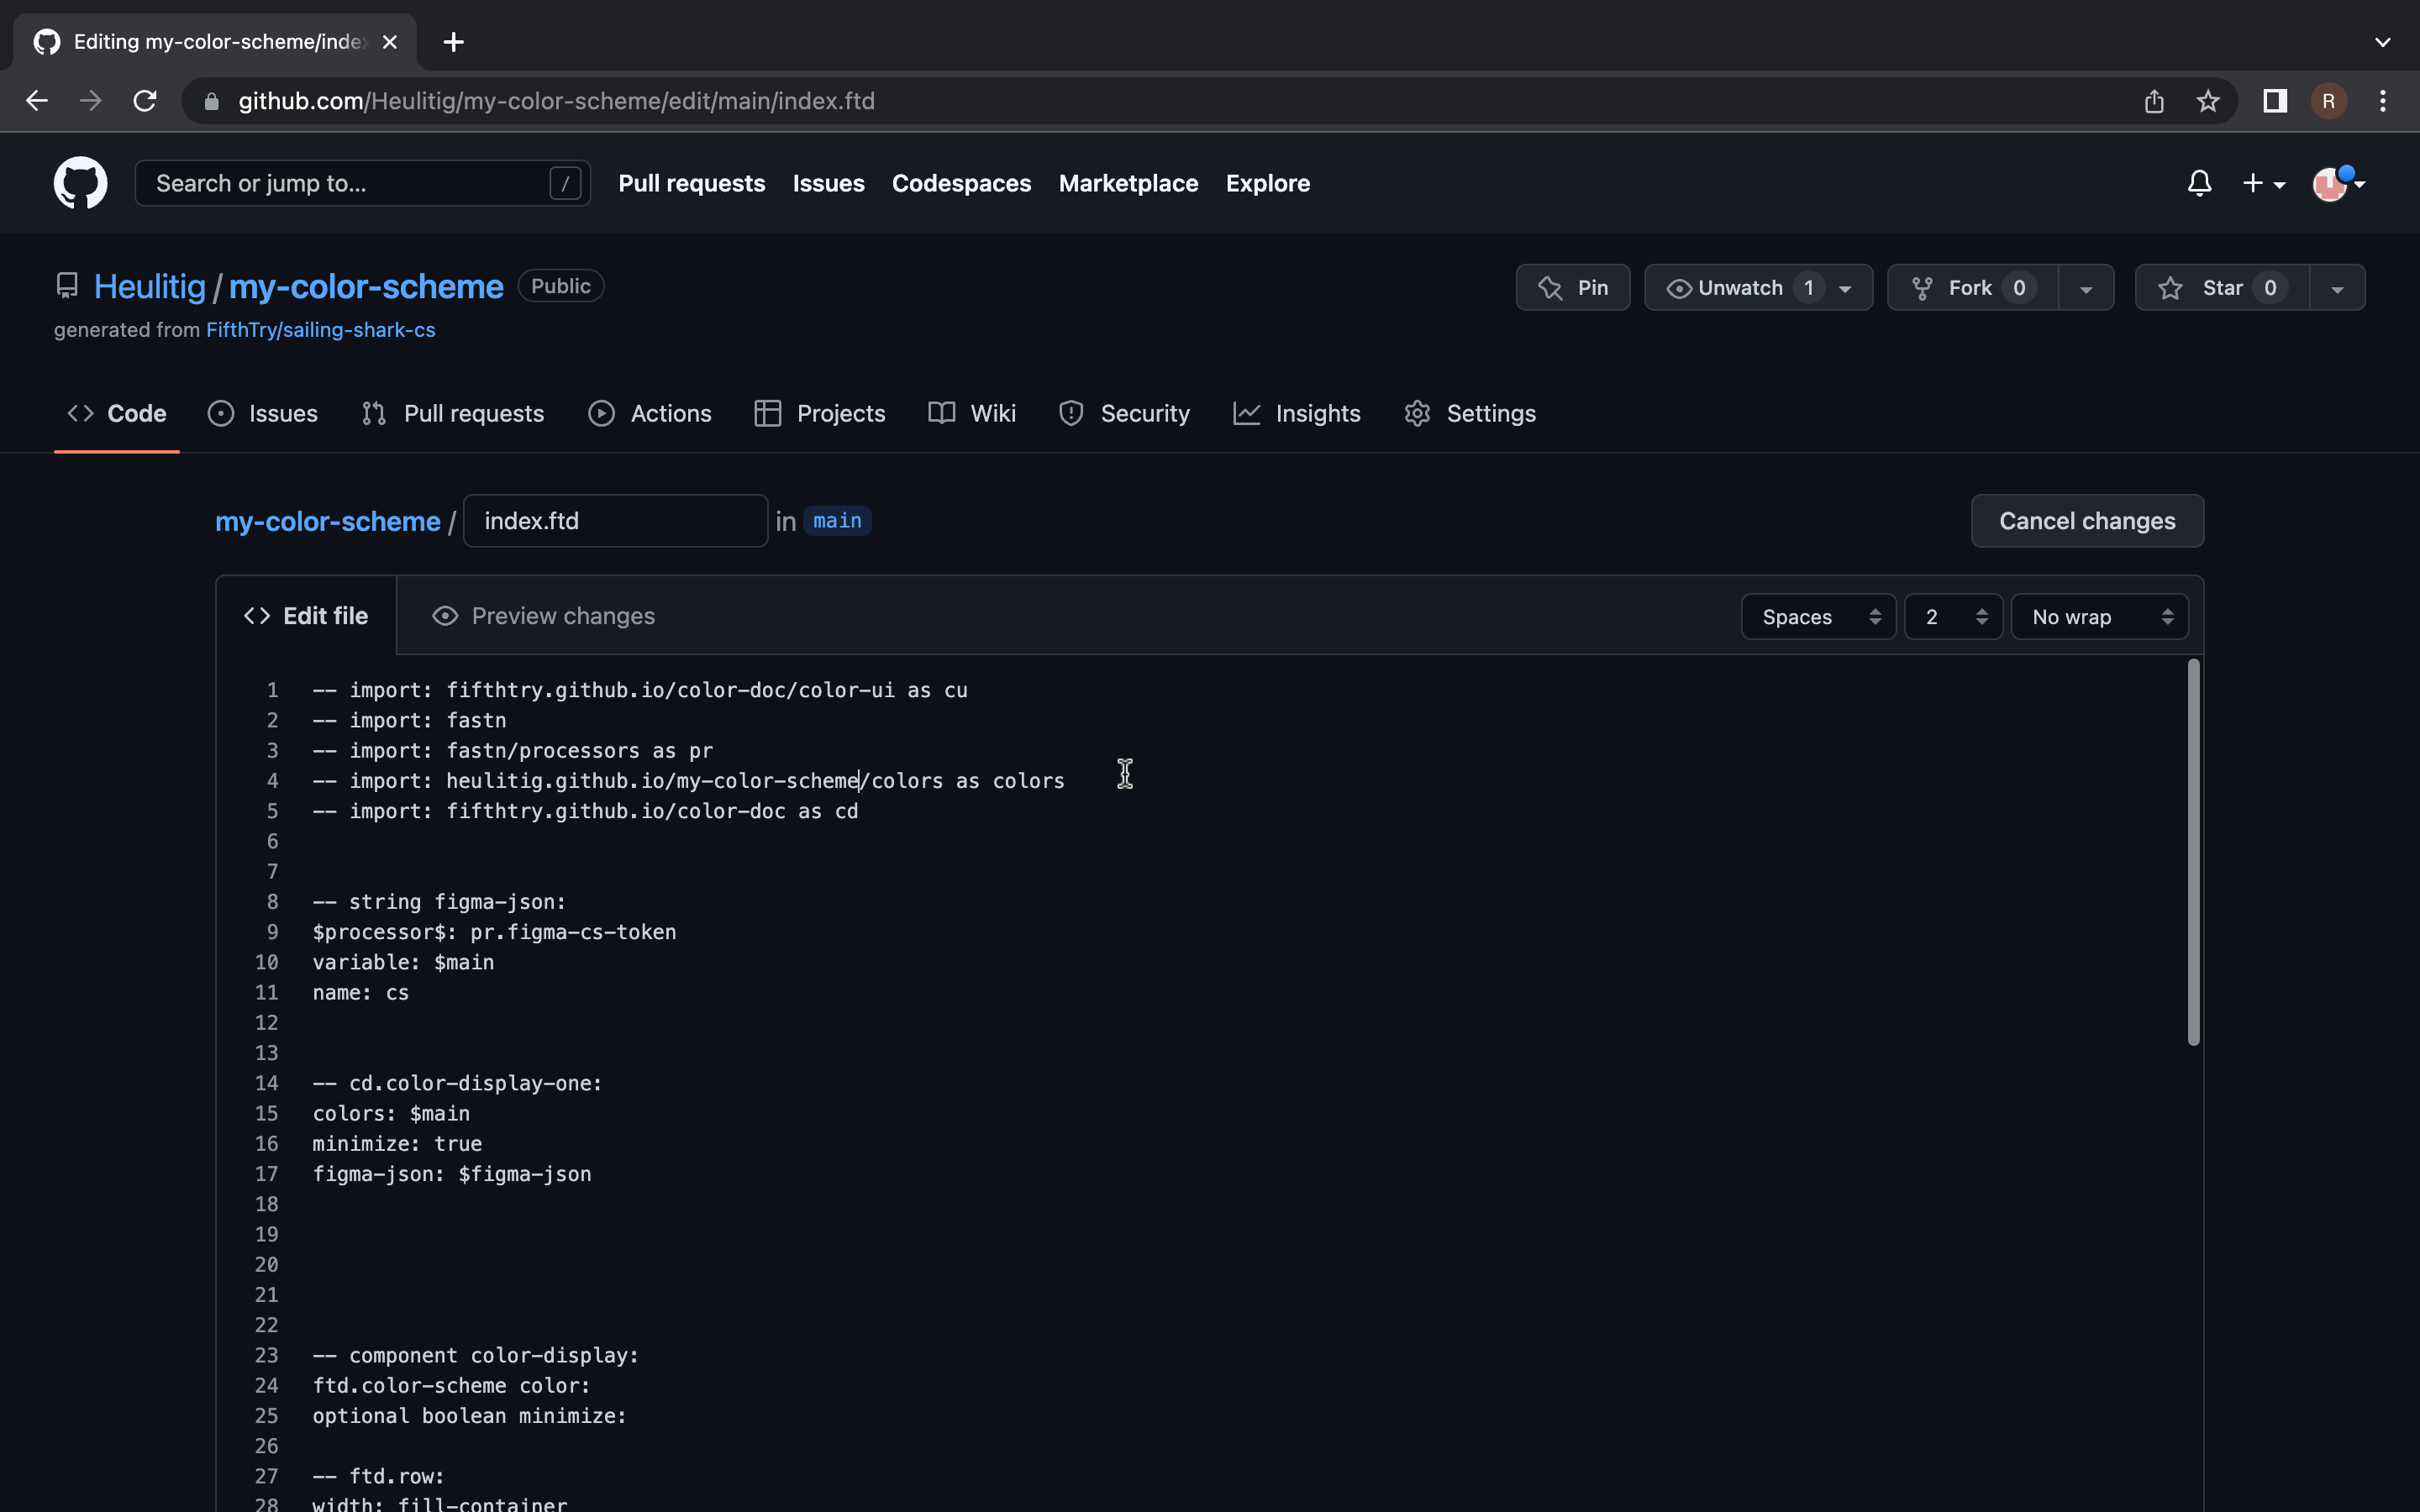 Editing my-color-scheme/inde
github.com/Heulitig/my-color-scheme/edit/main/index.ftd
R
Search or jump to... /
Pull requests Issues Codespaces Marketplace Explore
Heulitig / my-color-scheme Public
Pin Unwatch 1 Fork 0 Star 0
generated from FifthTry/sailing-shark-cs
Code Issues Pull requests Actions Projects Wiki Security Insights Settings
my-color-scheme / index.ftd in main Cancel changes
Edit file Preview changes Spaces 2 No wrap
1 -- import: fifthtry.github.io/color-doc/color-ui as cu
2 -- import: fastn
3 -- import: fastn/processors as pr
4 -- import: heulitig.github.io/my-color-scheme/colors as colors
5 -- import: fifthtry.github.io/color-doc as cd
6
7
8 -- string figma-json:
9 $processor$: pr.figma-cs-token
10 variable: $main
11 name: cs
12
13
14 -- cd.color-display-one:
15 colors: $main
16 minimize: true
17 figma-json: $figma-json
18
19
20
21
22
23 -- component color-display:
24 ftd.color-scheme color:
25 optional boolean minimize:
26
27 -- ftd.row:
28 width: fill-container